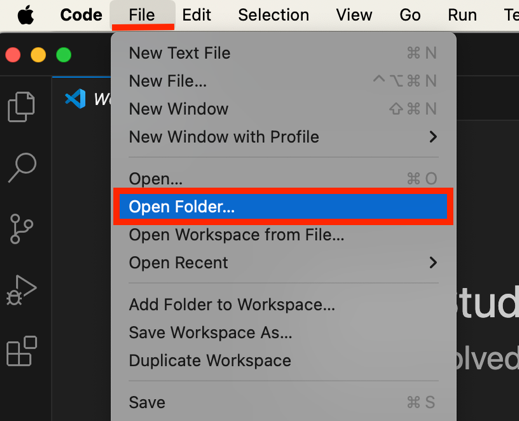 Code File Edit Selection View Go Run
New Text File ⌘ N
New File... ⌃⌥⌘ N
New Window ⇧⌘ N
New Window with Profile
Open... ⌘ O
Open Folder...
Open Workspace from File...
Open Recent
Add Folder to Workspace...
Save Workspace As...
Duplicate Workspace
Save ⌘ S